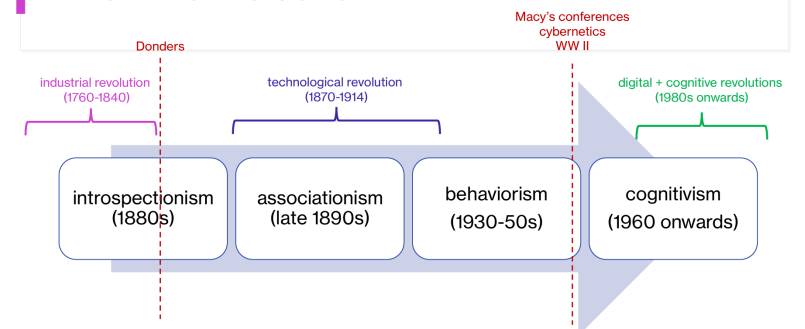 Macy's conferences
cybernetics
WW II
Donders
industrial revolution
(1760-1840)
technological revolution
(1870-1914)
digital + cognitive revolutions
(1980s onwards)
introspectionism
(1880s)
associationism
(late 1890s)
behaviorism
(1930-50s)
cognitivism
(1960 onwards)